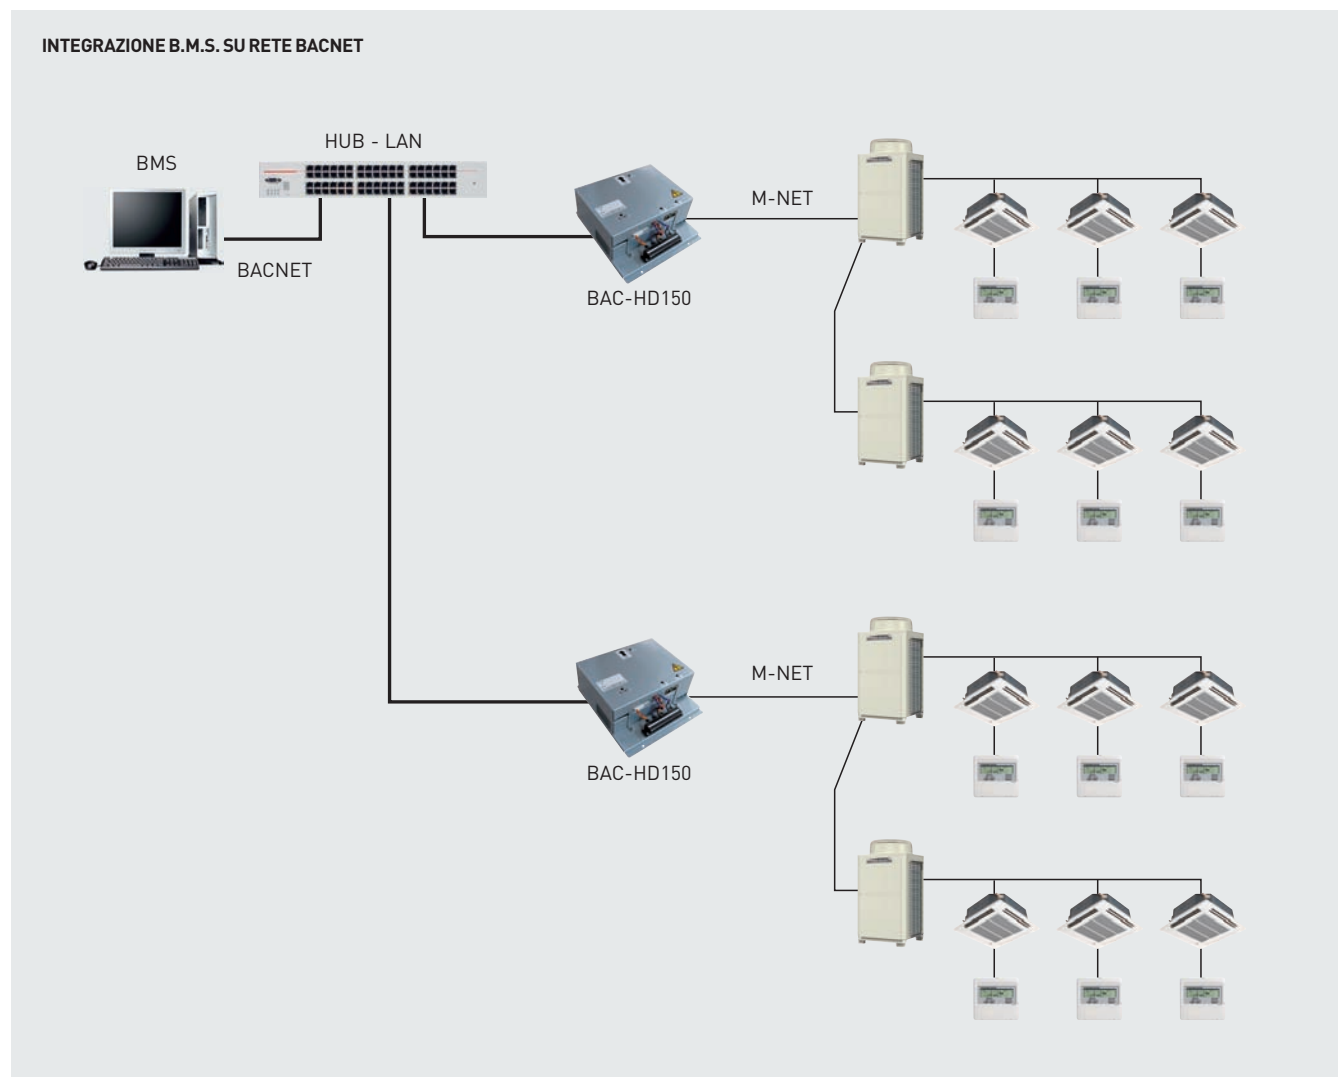 INTEGRAZIONE B.M.S. SU RETE BACNET
HUB - LAN
BMS
BACNET
M-NET
BAC-HD150
M-NET
BAC-HD150